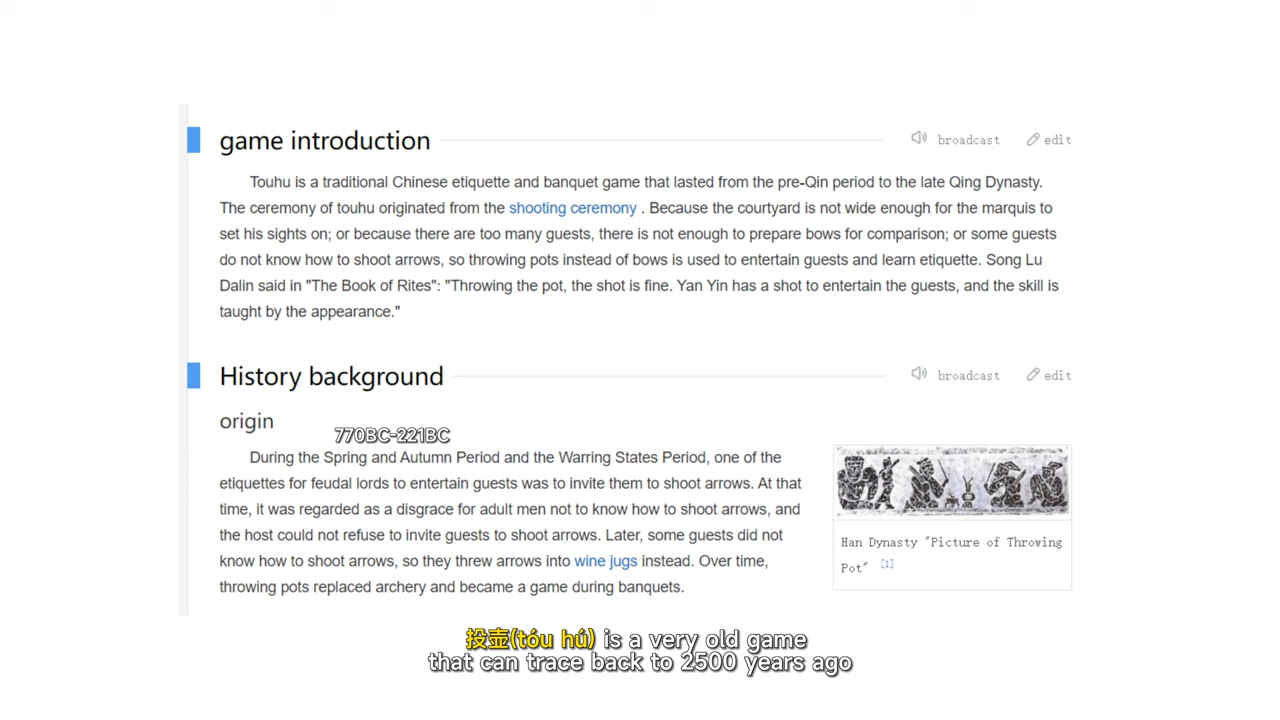 game introduction
broadcast
edit
Touhu is a traditional Chinese etiquette and banquet game that lasted from the pre-Qin period to the late Qing Dynasty.
The ceremony of touhu originated from the shooting ceremony . Because the courtyard is not wide enough for the marquis to
set his sights on; or because there are too many guests, there is not enough to prepare bows for comparison; or some guests
do not know how to shoot arrows, so throwing pots instead of bows is used to entertain guests and learn etiquette. Song Lu
Dalin said in "The Book of Rites": "Throwing the pot, the shot is fine. Yan Yin has a shot to entertain the guests, and the skill is
taught by the appearance."
History background
broadcast
edit
origin
770BC-221BC
During the Spring and Autumn Period and the Warring States Period, one of the
etiquettes for feudal lords to entertain guests was to invite them to shoot arrows. At that
time, it was regarded as a disgrace for adult men not to know how to shoot arrows, and
the host could not refuse to invite guests to shoot arrows. Later, some guests did not
know how to shoot arrows, so they threw arrows into wine jugs instead. Over time,
throwing pots replaced archery and became a game during banquets.
Han Dynasty "Picture of Throwing
Pot" [1]
投壶(tóu hú) is a very old game
that can trace back to 2500 years ago